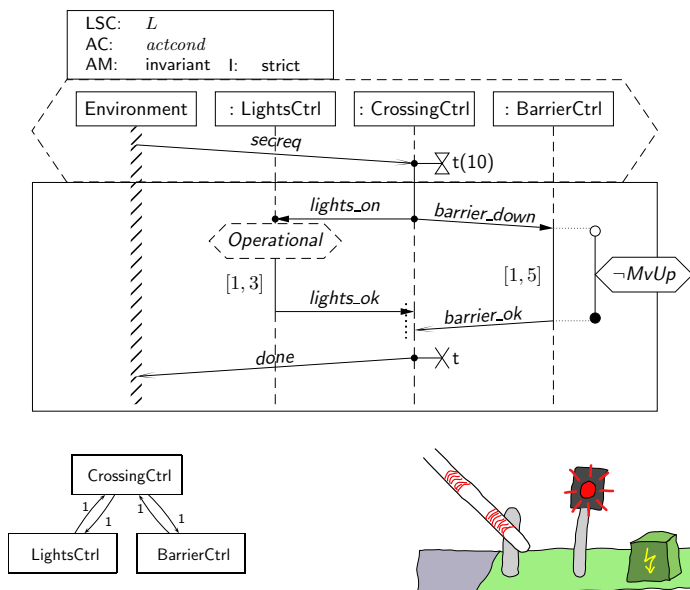 LSC: L
AC: actcond
AM: invariant I: strict
Environment : LightsCtrl : CrossingCtrl : BarrierCtrl
secreq
t(10)
lights_on barrier_down
Operational
¬MvUp
[1, 3] [1, 5]
lights_ok
barrier_ok
done t
CrossingCtrl
1 1
1 1
LightsCtrl BarrierCtrl